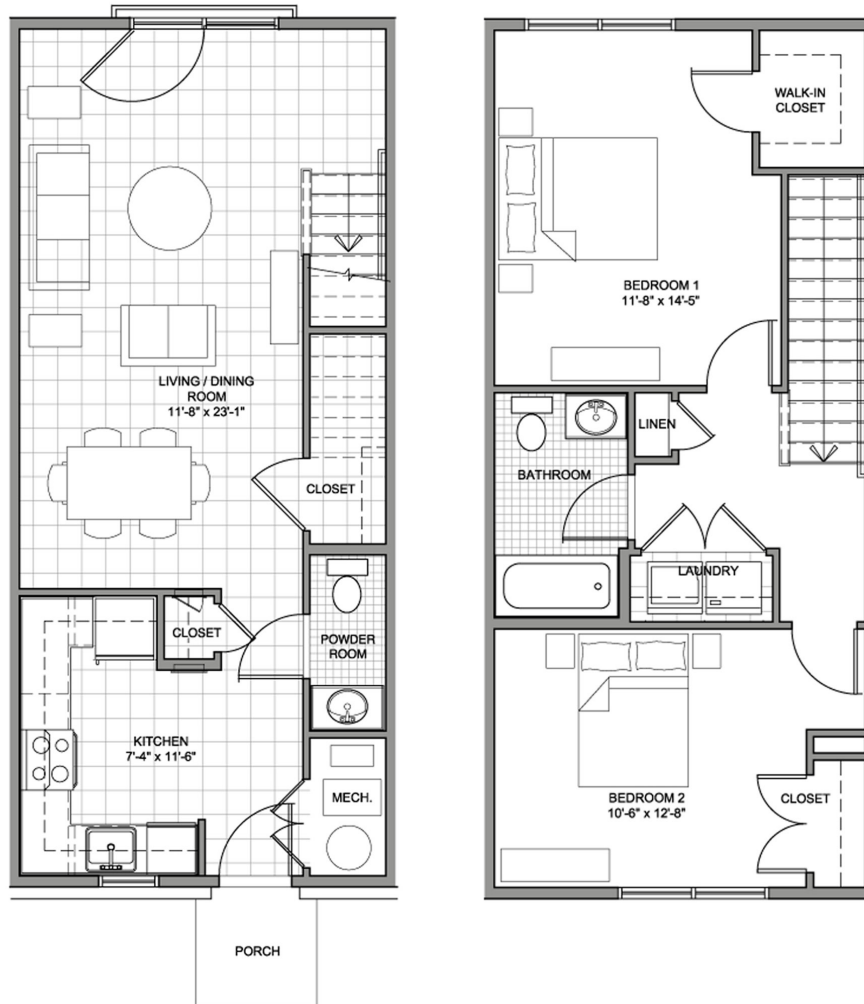 LIVING / DINING
ROOM
11'-8" x 23'-1"
CLOSET
CLOSET
POWDER
ROOM
KITCHEN
7'-4" x 11'-6"
MECH.
PORCH
WALK-IN
CLOSET
BEDROOM 1
11'-8" x 14'-5"
LINEN
BATHROOM
LAUNDRY
BEDROOM 2
10'-6" x 12'-8"
CLOSET